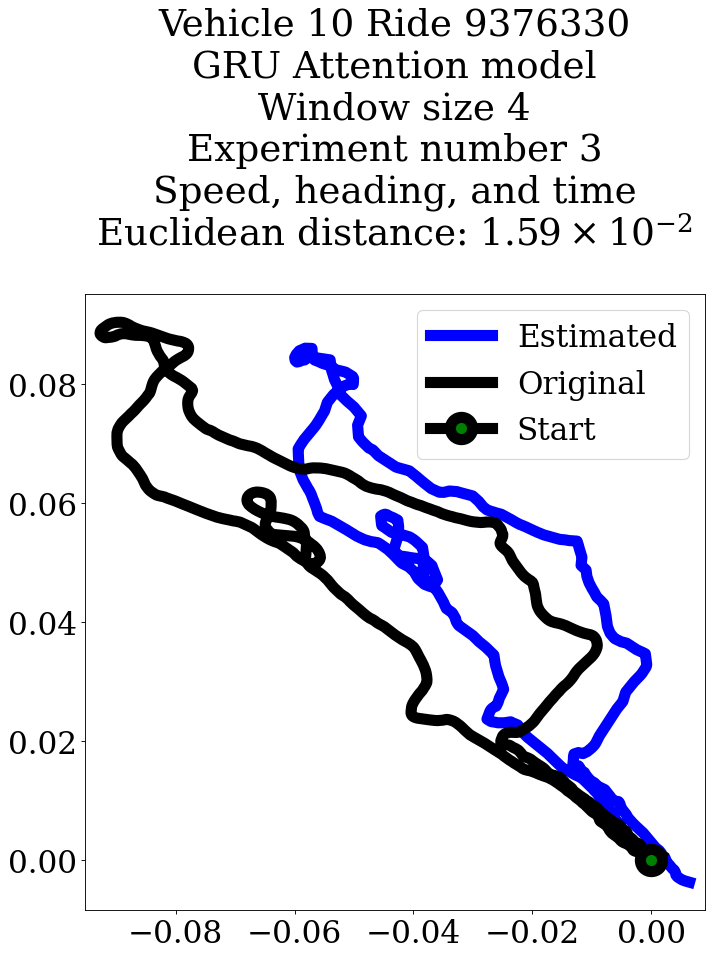 Vehicle 10 Ride 9376330
GRU Attention model
Window size 4
Experiment number 3
Speed, heading, and time
Euclidean distance: 1.59 × 10⁻²
Estimated
Original
Start
0.08
0.06
0.04
0.02
0.00
−0.08 −0.06 −0.04 −0.02 0.00